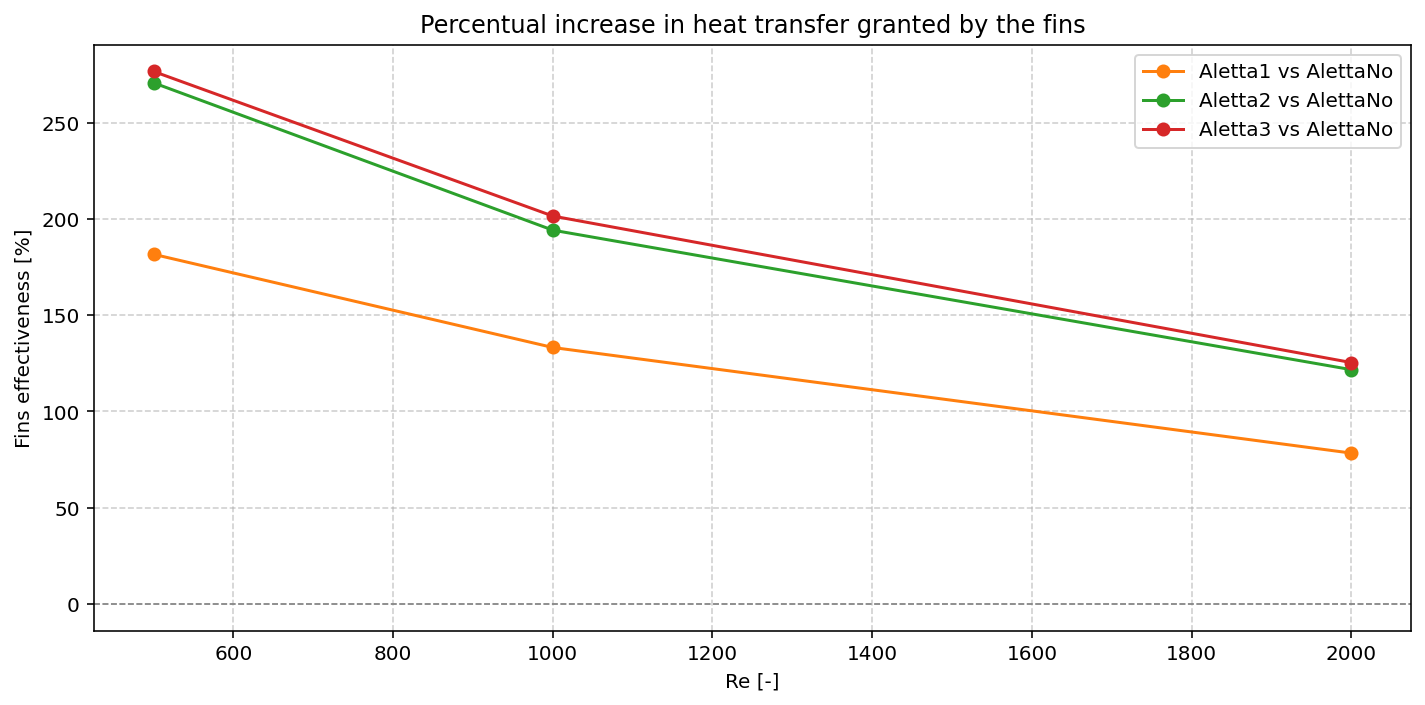 Percentual increase in heat transfer granted by the fins
Aletta1 vs AlettaNo
Aletta2 vs AlettaNo
Aletta3 vs AlettaNo
Fins effectiveness [%]
250
200
150
100
50
0
600 800 1000 1200 1400 1600 1800 2000
Re [-]